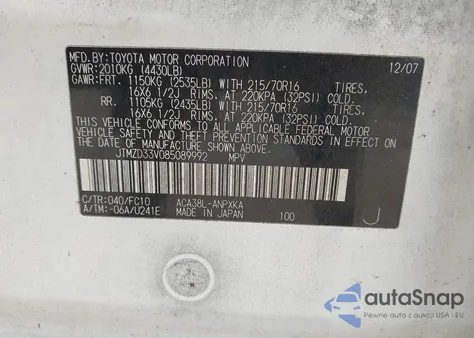 MFD.BY:TOYOTA MOTOR CORPORATION 12/07
GVWR:2010KG (4430LB)
GAWR:FRT. 1150KG (2535LB) WITH 215/70R16 TIRES,
16X6 1/2J RIMS, AT 220KPA (32PSI) COLD.
RR. 1105KG (2435LB) WITH 215/70R16 TIRES,
16X6 1/2J RIMS, AT 220KPA (32PSI) COLD.
THIS VEHICLE CONFORMS TO ALL APPLICABLE FEDERAL MOTOR
VEHICLE SAFETY STANDARDS IN EFFECT ON THE DATE OF
MANUFACTURE SHOWN ABOVE.
JTMZD33V085089992 MPV
C/TR:040/FC10 ACA38L-ANPXKA
A/TM:-06A/U241E MADE IN JAPAN 100 J
autoSnap
Pewne auta z aukcji USA - EU